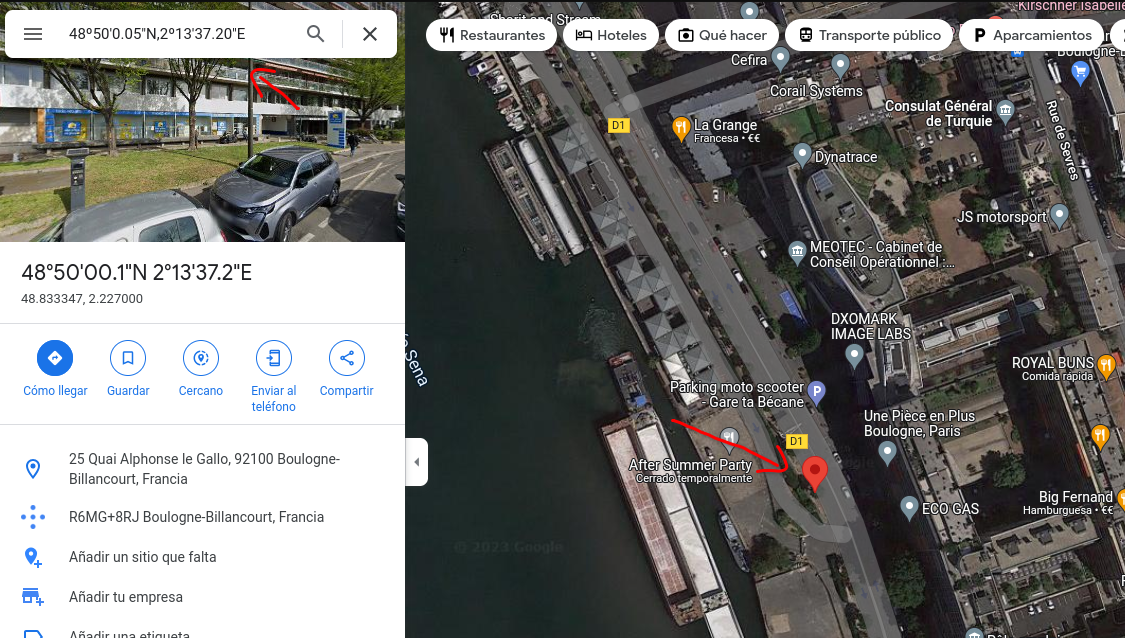 48º50'0.05"N,2º13'37.20"E
48°50'00.1"N 2°13'37.2"E
48.833347, 2.227000
Cómo llegar
Guardar
Cercano
Enviar al
teléfono
Compartir
25 Quai Alphonse le Gallo, 92100 Boulogne-
Billancourt, Francia
R6MG+8RJ Boulogne-Billancourt, Francia
Añadir un sitio que falta
Añadir tu empresa
Añadir una etiqueta
Kirschner Isabelle
Restaurantes
Hoteles
Qué hacer
Transporte público
Aparcamientos
Cefira
Corail Systems
Consulat Général
de Turquie
Rue de Sevres
D1
La Grange
Francesa • €€
Dynatrace
JS motorsport
MEOTEC - Cabinet de
Conseil Opérationnel :...
DXOMARK
IMAGE LABS
Sena
ROYAL BUNS
Comida rápida
Parking moto scooter
- Gare ta Bécane
P
Une Pièce en Plus
Boulogne, Paris
D1
After Summer Party
Cerrado temporalmente
ECO GAS
Big Fernand
Hamburguesa • €€
© 2023 Google